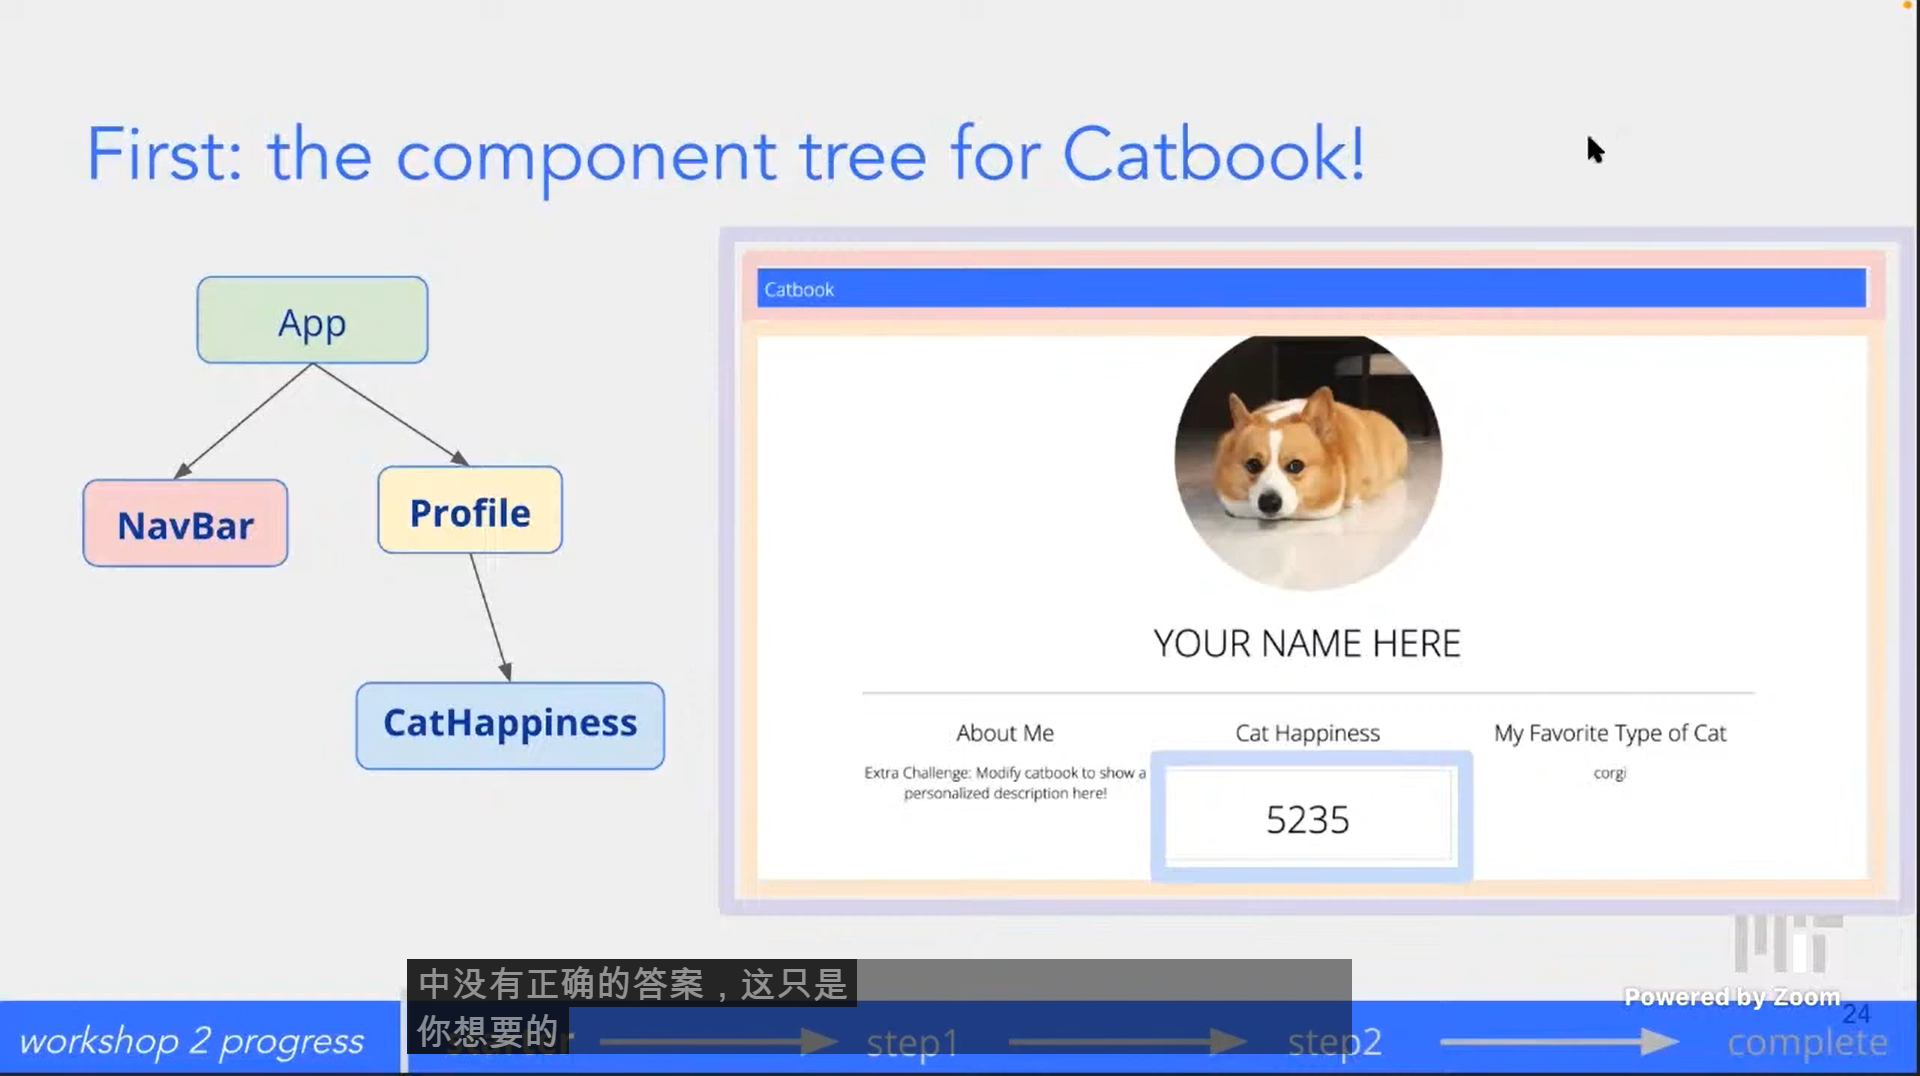 First: the component tree for Catbook!
App
NavBar
Profile
CatHappiness
Catbook
YOUR NAME HERE
About Me
Extra Challenge: Modify catbook to show a
personalized description here!
Cat Happiness
5235
My Favorite Type of Cat
corgi
中没有正确的答案，这只是
你想要的
MIT
Powered by Zoom
24
workshop 2 progress
step1
step2
complete